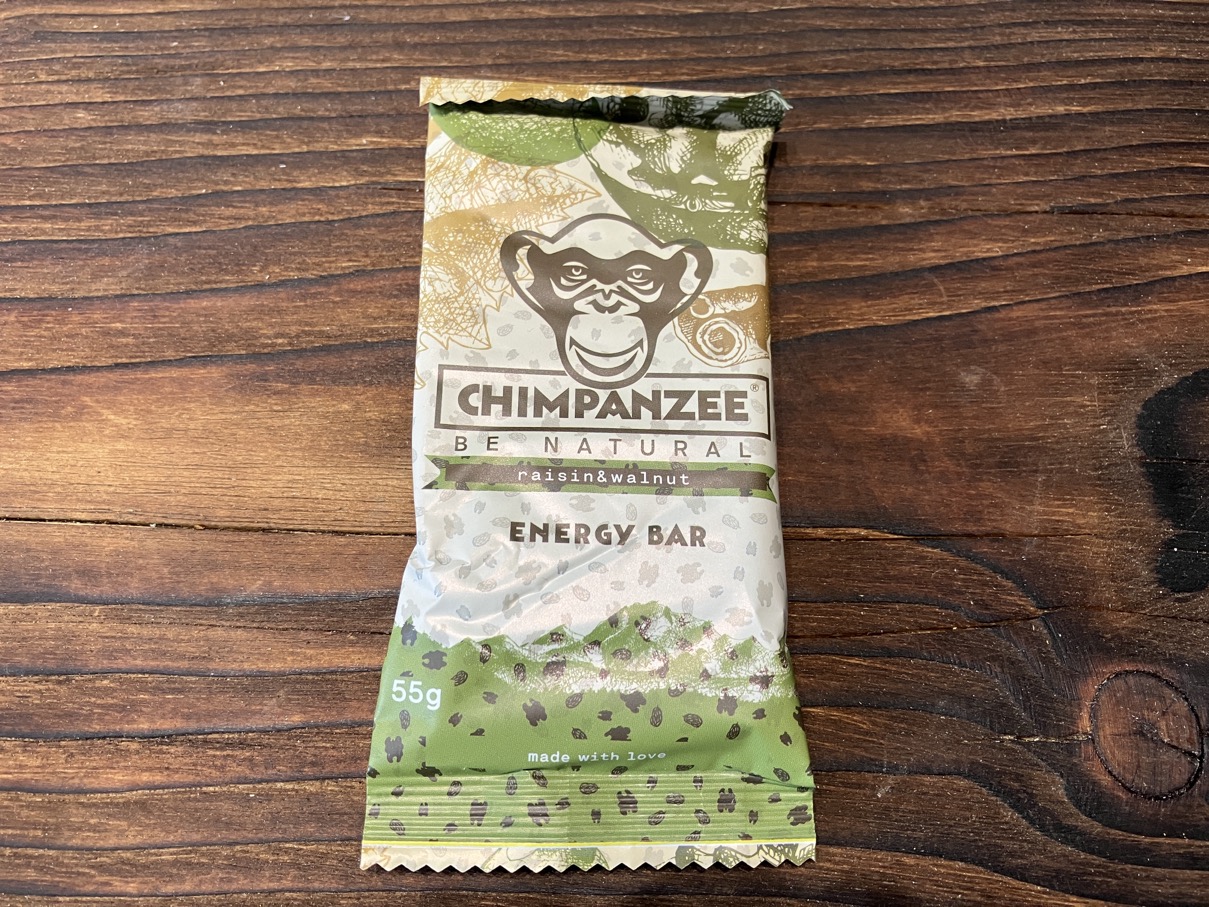 CHIMPANZEE®
BE NATURAL
raisin&walnut
ENERGY BAR
55g
made with love